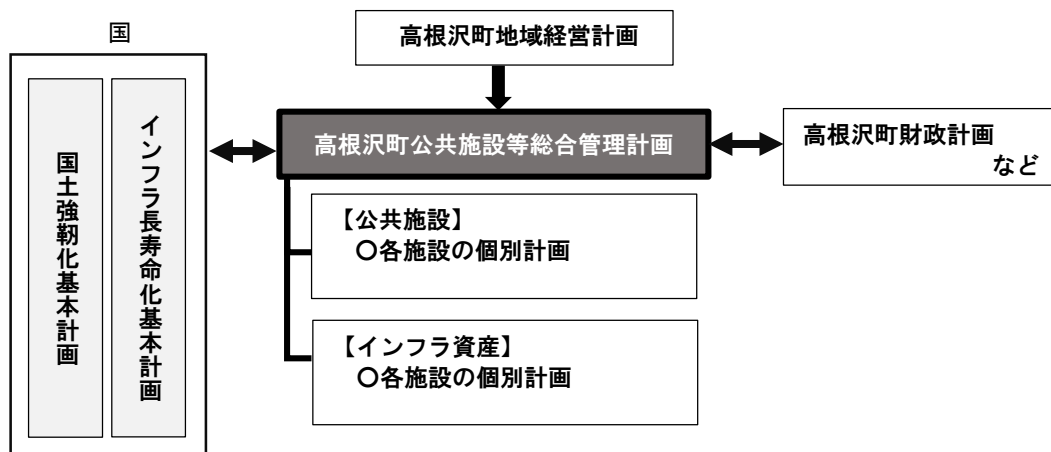 国
国土強靭化基本計画
インフラ長寿命化基本計画
高根沢町地域経営計画
高根沢町公共施設等総合管理計画
高根沢町財政計画
など
【公共施設】
〇各施設の個別計画
【インフラ資産】
〇各施設の個別計画